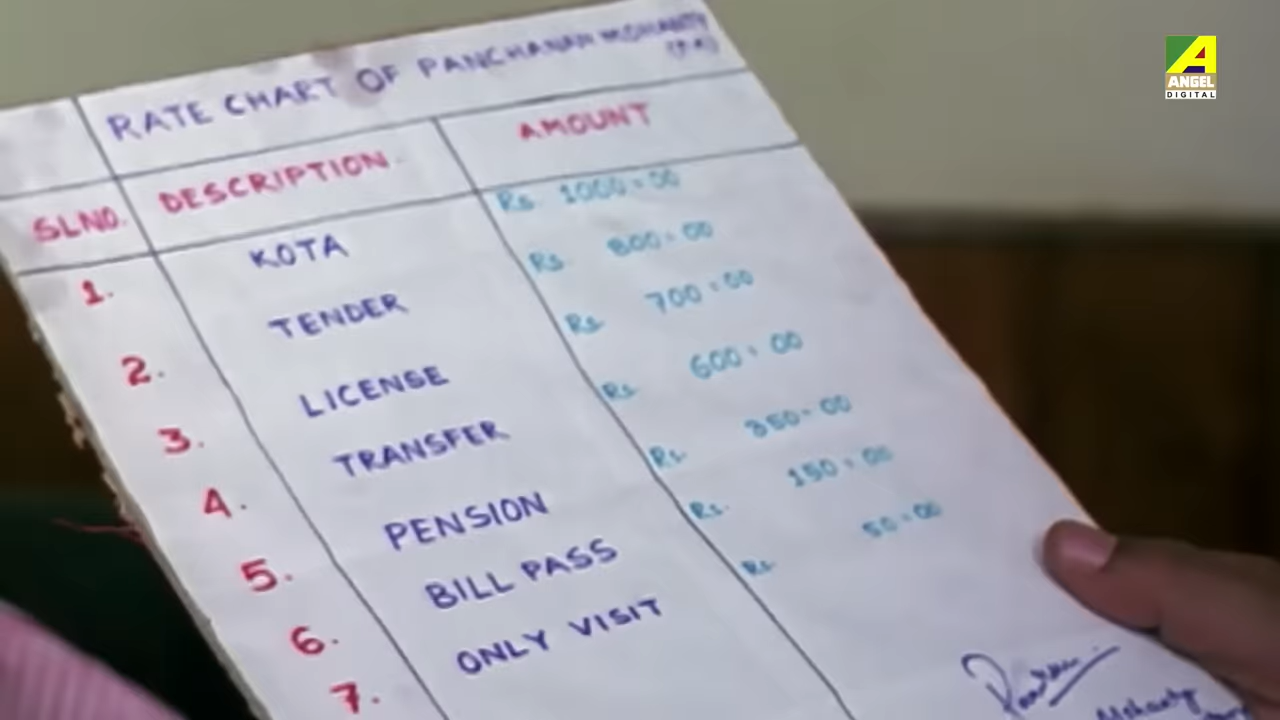 ANGEL
DIGITAL
RATE CHART OF PANCHANAN MOHANTY
SLNO. DESCRIPTION AMOUNT
1. KOTA Rs 1000=00
2. TENDER Rs 800=00
3. LICENSE Rs. 700=00
4. TRANSFER Rs 600=00
5. PENSION Rs. 350=00
6. BILL PASS Rs. 150=00
7. ONLY VISIT Rs. 50=00